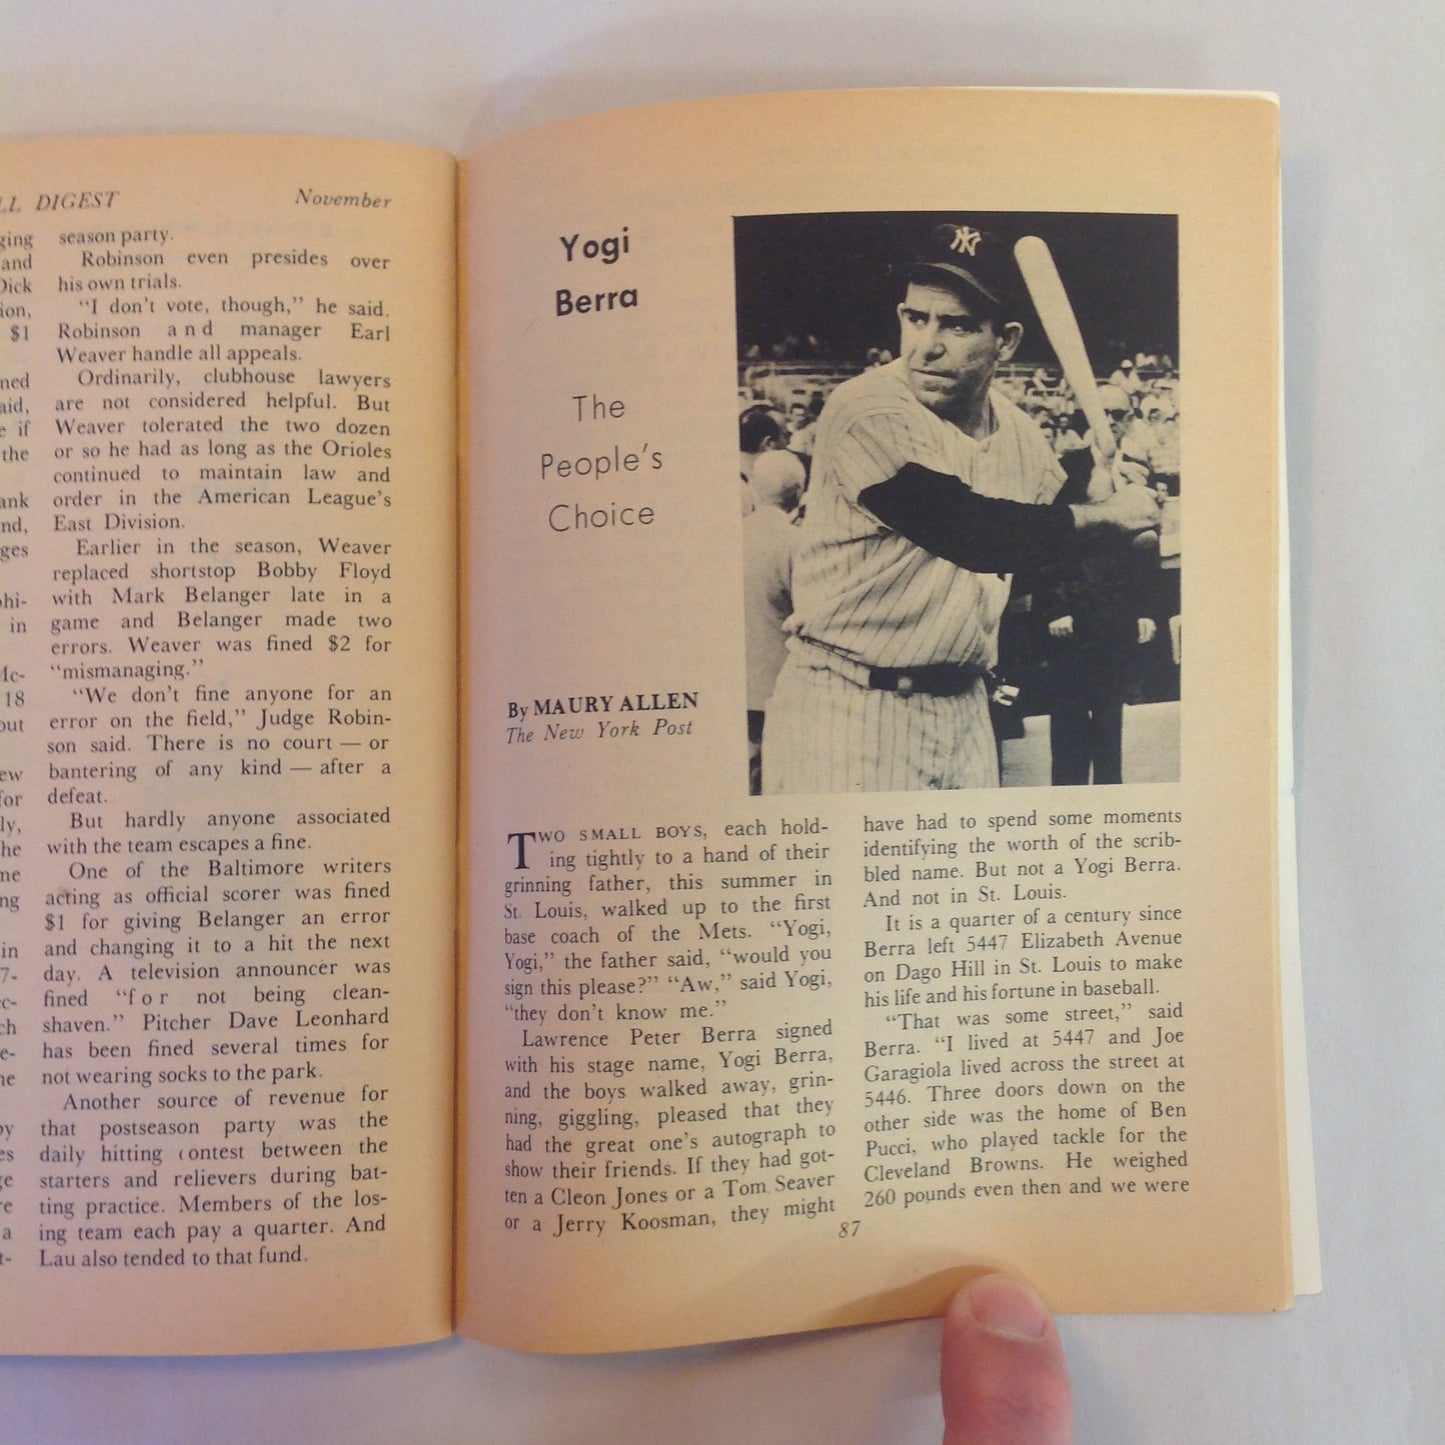 DIGEST
November
ging
and
Dick
$1
said,
if
the
in
18
ew
for
he
in
a
season party.
Robinson even presides over
his own trials.
"I don't vote, though," he said.
Robinson and manager Earl
Weaver handle all appeals.
Ordinarily, clubhouse lawyers
are not considered helpful. But
Weaver tolerated the two dozen
or so he had as long as the Orioles
continued to maintain law and
order in the American League's
East Division.
Earlier in the season, Weaver
replaced shortstop Bobby Floyd
with Mark Belanger late in a
game and Belanger made two
errors. Weaver was fined $2 for
"mismanaging."
"We don't fine anyone for an
error on the field," Judge Robin-
son said. There is no court — or
bantering of any kind — after a
defeat.
But hardly anyone associated
with the team escapes a fine.
One of the Baltimore writers
acting as official scorer was fined
$1 for giving Belanger an error
and changing it to a hit the next
day. A television announcer was
fined "for not being clean-
shaven." Pitcher Dave Leonhard
has been fined several times for
not wearing socks to the park.
Another source of revenue for
that postseason party was the
daily hitting contest between the
starters and relievers during bat-
ting practice. Members of the los-
ing team each pay a quarter. And
Lau also tended to that fund.
Yogi
Berra
The
People's
Choice
By MAURY ALLEN
The New York Post
NY
TWO SMALL BOYS, each hold-
ing tightly to a hand of their
grinning father, this summer in
St. Louis, walked up to the first
base coach of the Mets. "Yogi,
Yogi," the father said, "would you
sign this please?" "Aw," said Yogi,
"they don't know me."
Lawrence Peter Berra signed
with his stage name, Yogi Berra,
and the boys walked away, grin-
ning, giggling, pleased that they
had the great one's autograph to
show their friends. If they had got-
ten a Cleon Jones or a Tom Seaver
or a Jerry Koosman, they might
have had to spend some moments
identifying the worth of the scrib-
bled name. But not a Yogi Berra.
And not in St. Louis.
It is a quarter of a century since
Berra left 5447 Elizabeth Avenue
on Dago Hill in St. Louis to make
his life and his fortune in baseball.
"That was some street," said
Berra. "I lived at 5447 and Joe
Garagiola lived across the street at
5446. Three doors down on the
other side was the home of Ben
Pucci, who played tackle for the
Cleveland Browns. He weighed
260 pounds even then and we were
87